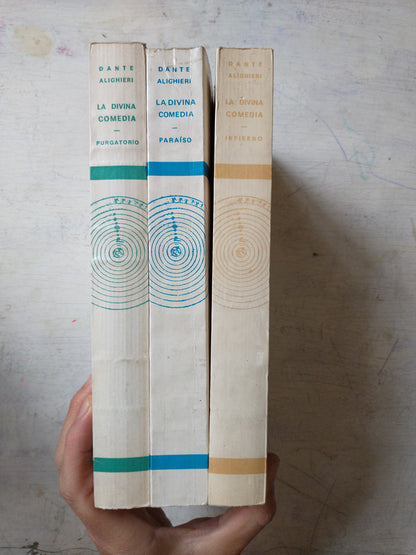 DANTE
ALIGHIERI
LA DIVINA
COMEDIA
—
PURGATORIO
DANTE
ALIGHIERI
LA DIVINA
COMEDIA
—
PARAÍSO
DANTE
ALIGHIERI
LA DIVINA
COMEDIA
—
INFIERNO